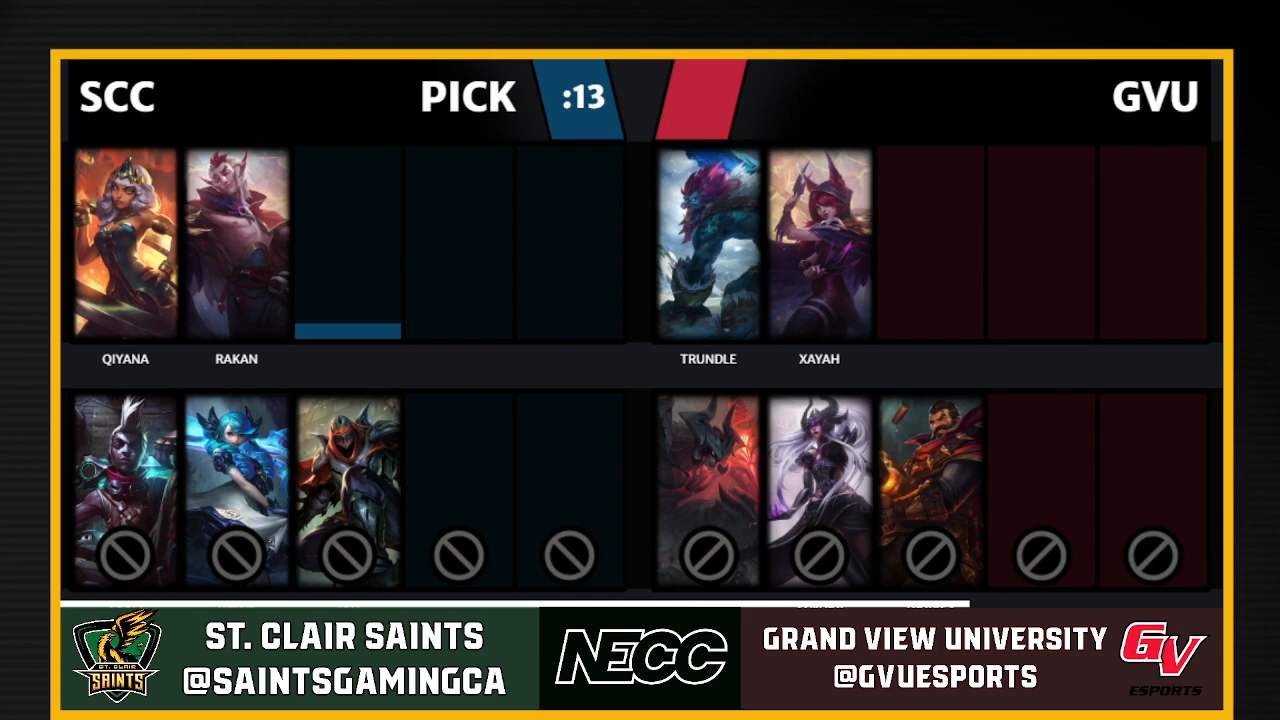 SCC
PICK
:13
GVU
QIYANA
RAKAN
TRUNDLE
XAYAH
ST. CLAIR SAINTS
@SAINTSGAMINGCA
ST. CLAIR
SAINTS
NECC
GRAND VIEW UNIVERSITY
@GVUESPORTS
GV
ESPORTS